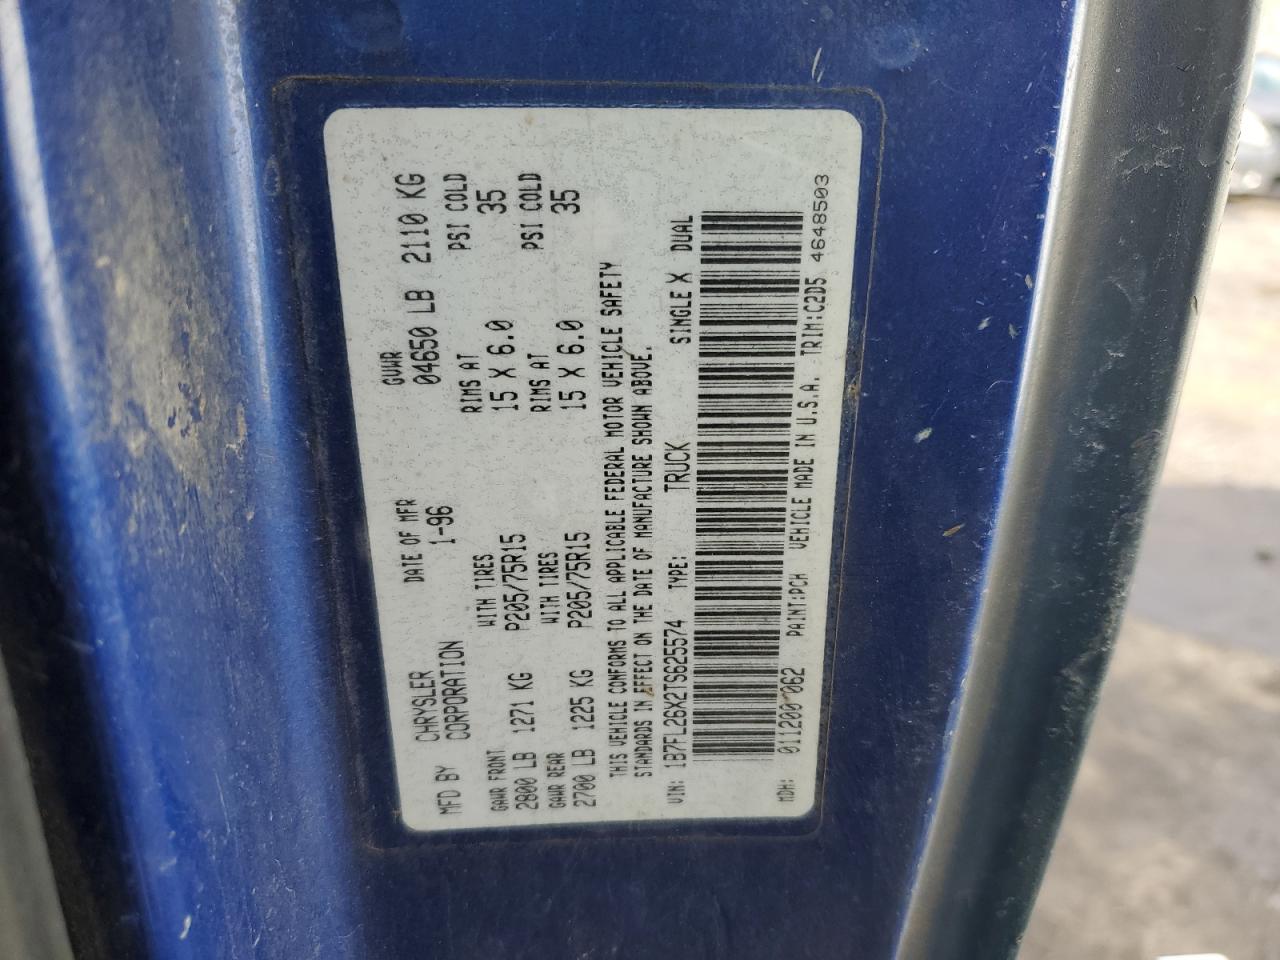 MFD BY CHRYSLER CORPORATION DATE OF MFR 1-96 GVWR 04650 LB 2110 KG
GAWR FRONT WITH TIRES RIMS AT PSI COLD
2800 LB 1271 KG P205/75R15 15 X 6.0 35
GAWR REAR WITH TIRES RIMS AT PSI COLD
2700 LB 1225 KG P205/75R15 15 X 6.0 35
THIS VEHICLE CONFORMS TO ALL APPLICABLE FEDERAL MOTOR VEHICLE SAFETY
STANDARDS IN EFFECT ON THE DATE OF MANUFACTURE SHOWN ABOVE.
VIN: 1B7FL26X2TS625574 TYPE: TRUCK SINGLE X DUAL
MDH: 011200 062 PAINT:PCH VEHICLE MADE IN U.S.A. TRIM:C2D5 4648503